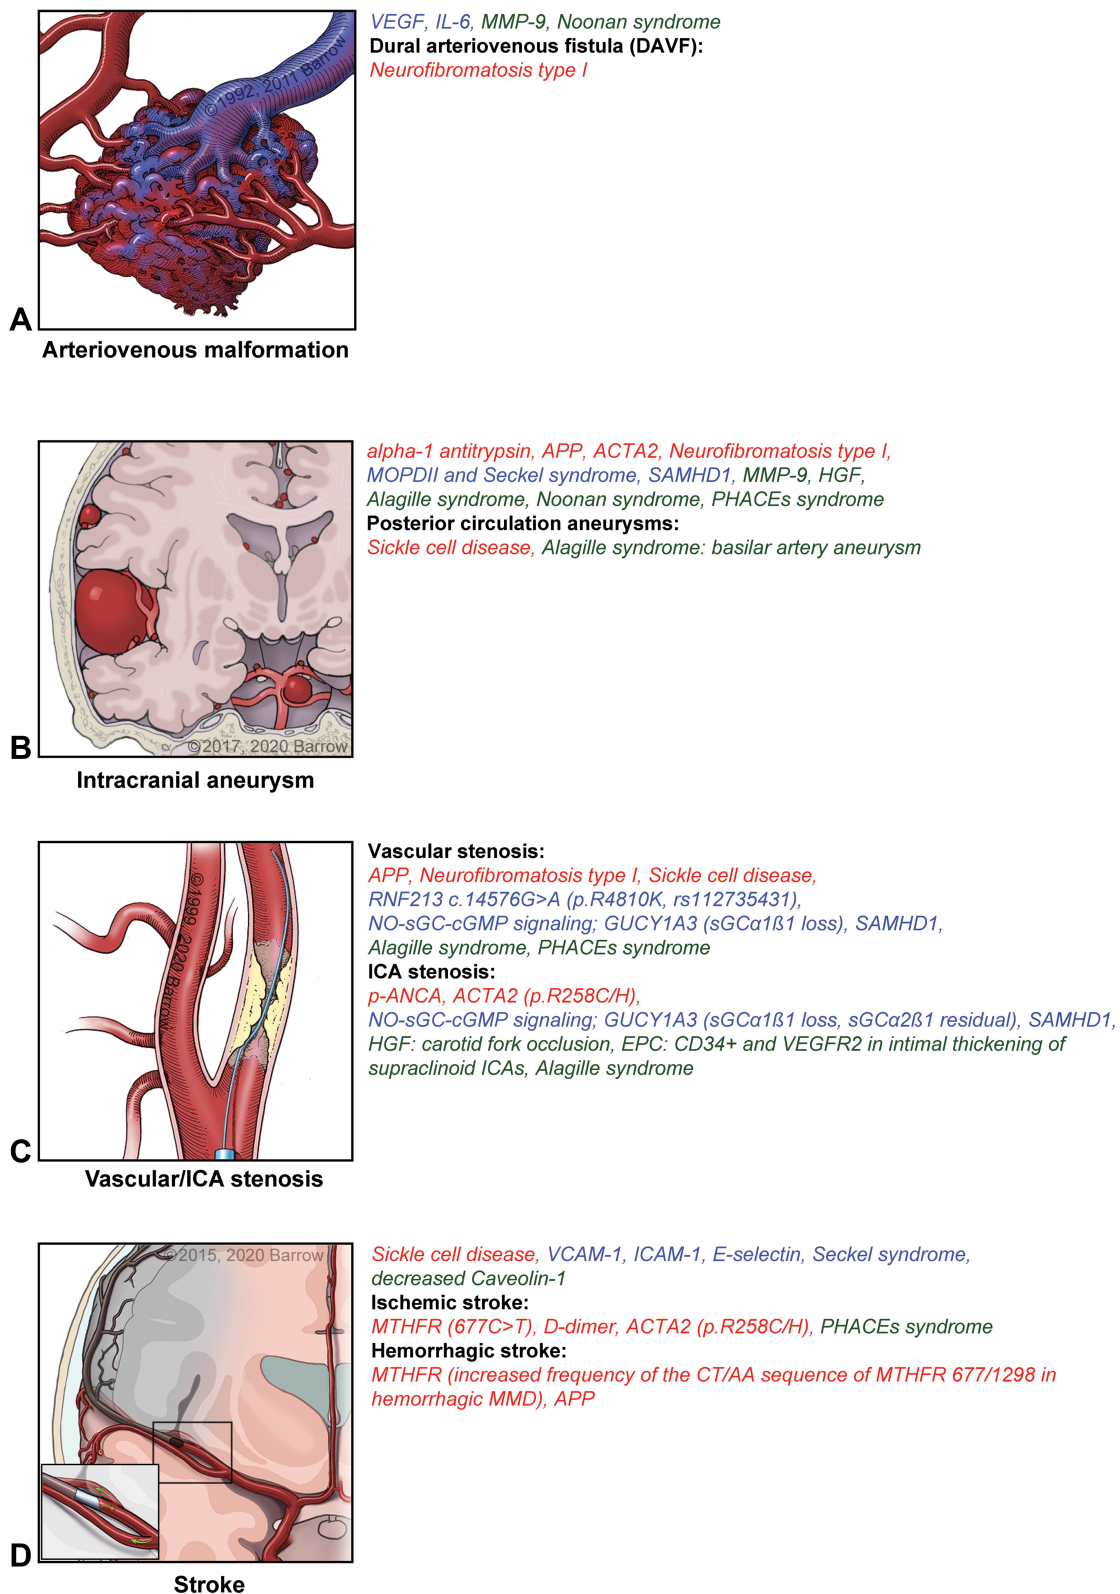 VEGF, IL-6, MMP-9, Noonan syndrome
Dural arteriovenous fistula (DAVF):
Neurofibromatosis type I
©1992, 2011 Barrow
A
Arteriovenous malformation
alpha-1 antitrypsin, APP, ACTA2, Neurofibromatosis type I,
MOPDII and Seckel syndrome, SAMHD1, MMP-9, HGF,
Alagille syndrome, Noonan syndrome, PHACEs syndrome
Posterior circulation aneurysms:
Sickle cell disease, Alagille syndrome: basilar artery aneurysm
©2017, 2020 Barrow
B
Intracranial aneurysm
Vascular stenosis:
APP, Neurofibromatosis type I, Sickle cell disease,
RNF213 c.14576G>A (p.R4810K, rs112735431),
NO-sGC-cGMP signaling; GUCY1A3 (sGCα1ß1 loss), SAMHD1,
Alagille syndrome, PHACEs syndrome
ICA stenosis:
p-ANCA, ACTA2 (p.R258C/H),
NO-sGC-cGMP signaling; GUCY1A3 (sGCα1ß1 loss, sGCα2ß1 residual), SAMHD1,
HGF: carotid fork occlusion, EPC: CD34+ and VEGFR2 in intimal thickening of
supraclinoid ICAs, Alagille syndrome
©1999, 2020 Barrow
C
Vascular/ICA stenosis
©2015, 2020 Barrow
Sickle cell disease, VCAM-1, ICAM-1, E-selectin, Seckel syndrome,
decreased Caveolin-1
Ischemic stroke:
MTHFR (677C>T), D-dimer, ACTA2 (p.R258C/H), PHACEs syndrome
Hemorrhagic stroke:
MTHFR (increased frequency of the CT/AA sequence of MTHFR 677/1298 in
hemorrhagic MMD), APP
D
Stroke